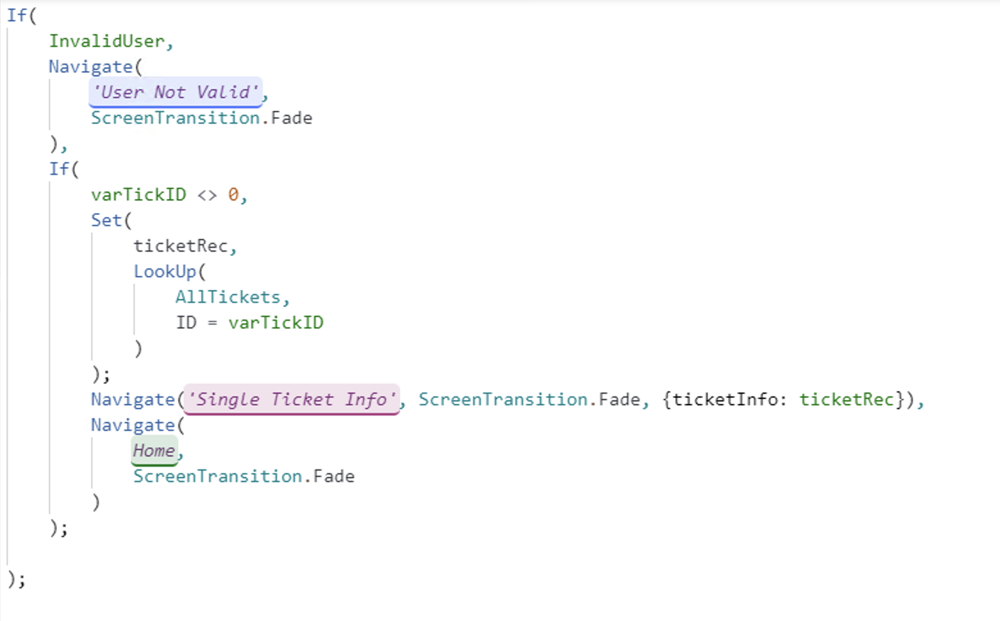 If(
InvalidUser,
Navigate(
'User Not Valid',
ScreenTransition.Fade
),
If(
varTickID <> 0,
Set(
ticketRec,
LookUp(
AllTickets,
ID = varTickID
)
);
Navigate('Single Ticket Info', ScreenTransition.Fade, {ticketInfo: ticketRec}),
Navigate(
Home,
ScreenTransition.Fade
)
);
);